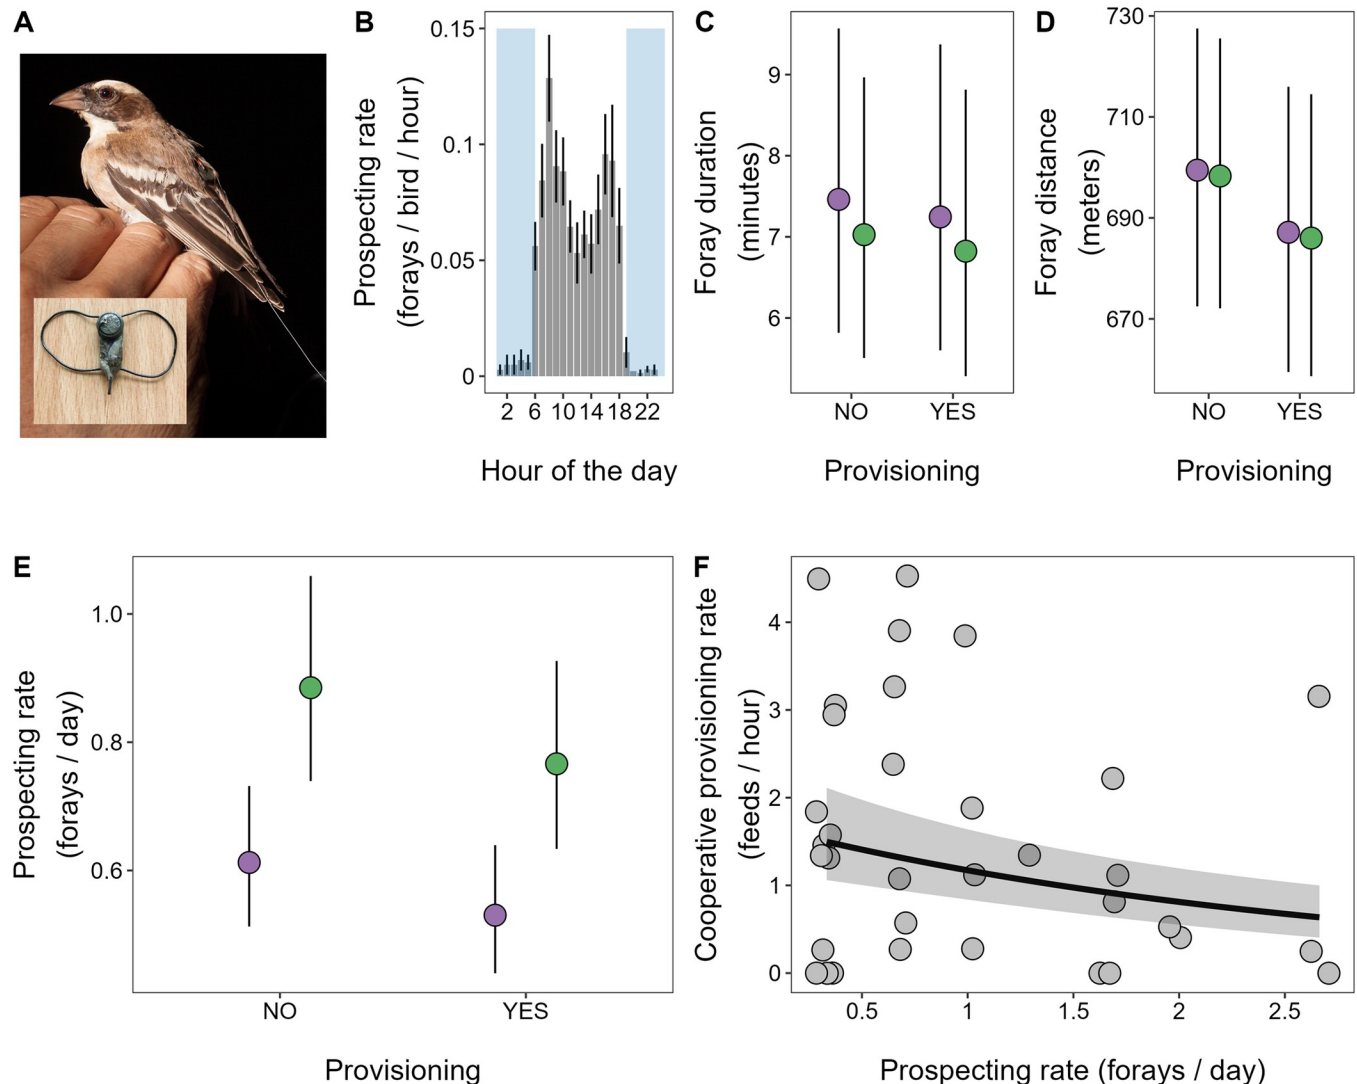 A
B
Prospecting rate
(forays / bird / hour)
0.15
0.1
0.05
0
2 6 10 14 18 22
Hour of the day
C
Foray duration
(minutes)
9
8
7
6
NO YES
Provisioning
D
Foray distance
(meters)
730
710
690
670
NO YES
Provisioning
E
Prospecting rate
(forays / day)
1.0
0.8
0.6
NO YES
Provisioning
F
Cooperative provisioning rate
(feeds / hour)
4
3
2
1
0
0.5 1 1.5 2 2.5
Prospecting rate (forays / day)